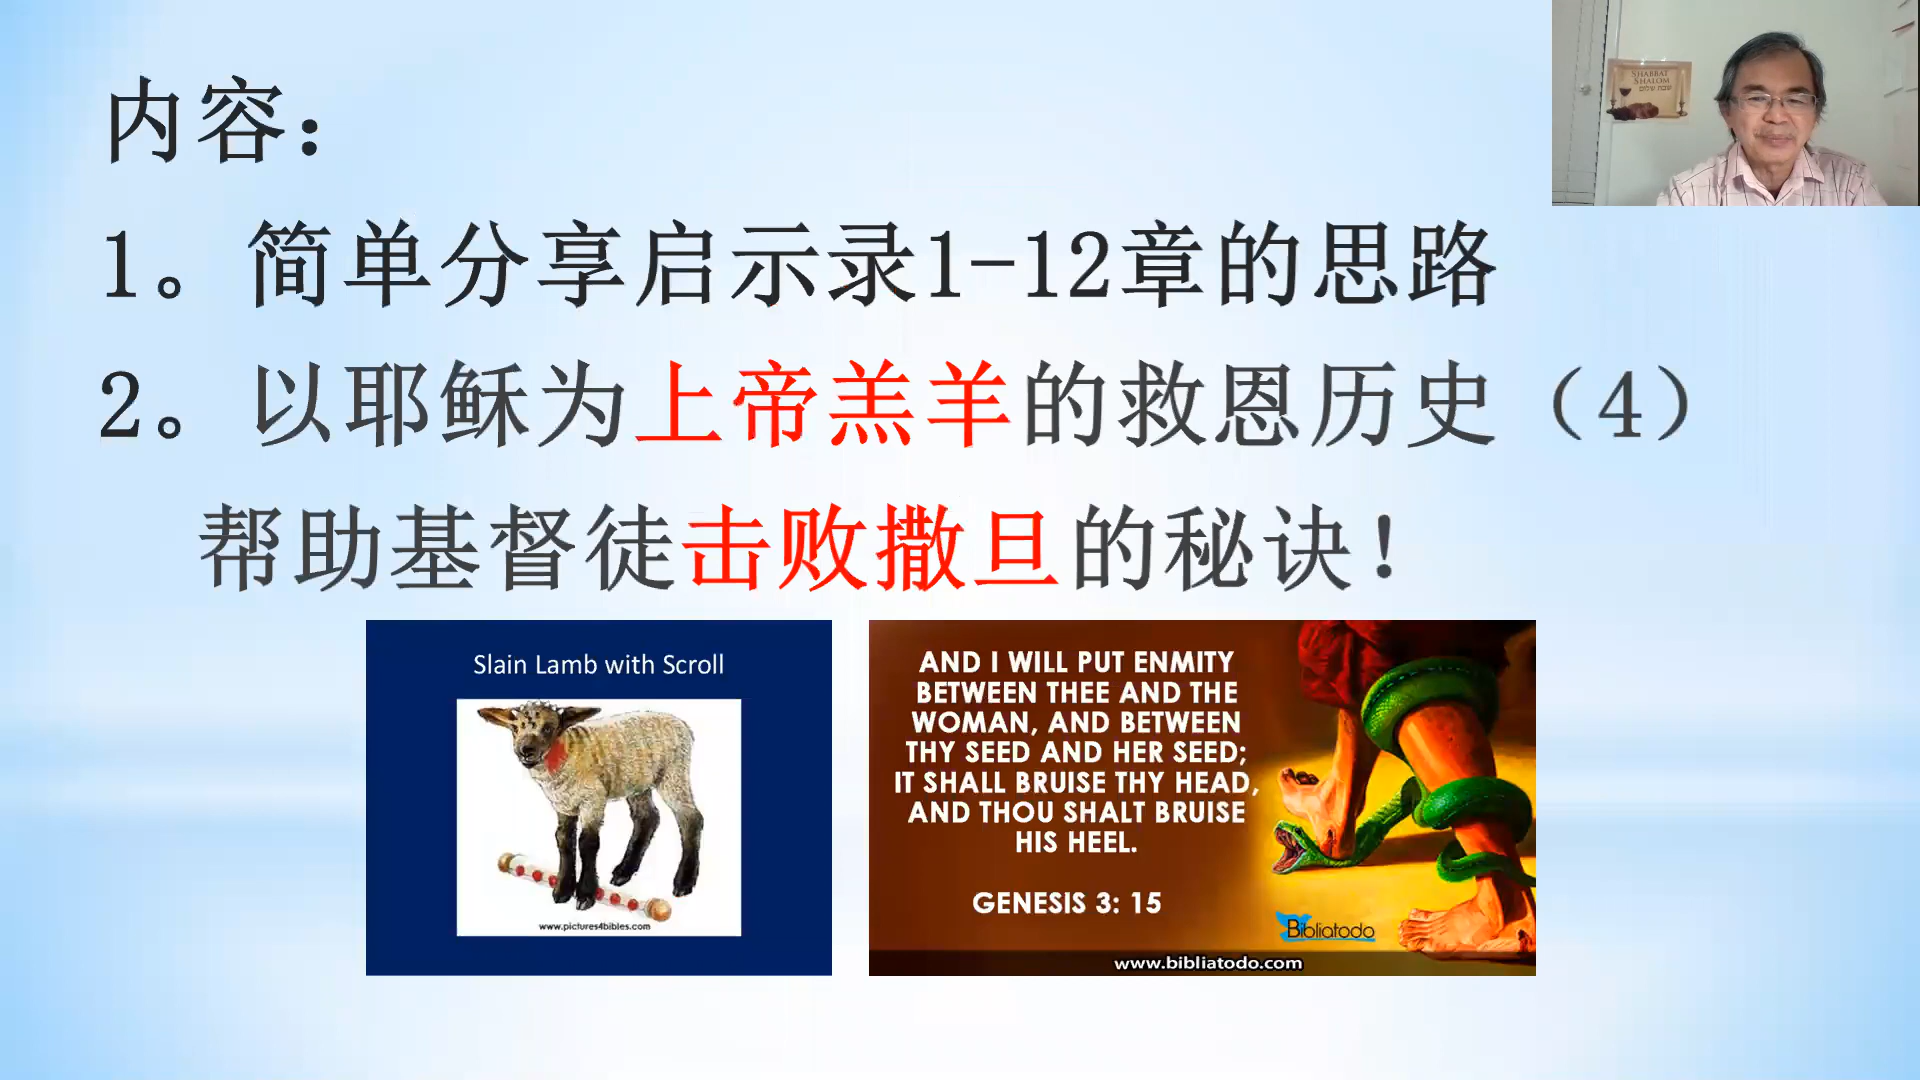 内容：
1。简单分享启示录1-12章的思路
2。以耶稣为上帝羔羊的救恩历史（4）
帮助基督徒击败撒旦的秘诀！
SHABBAT
SHALOM
שבת שלום
Slain Lamb with Scroll
www.pictures4bibles.com
AND I WILL PUT ENMITY
BETWEEN THEE AND THE
WOMAN, AND BETWEEN
THY SEED AND HER SEED;
IT SHALL BRUISE THY HEAD,
AND THOU SHALT BRUISE
HIS HEEL.
GENESIS 3: 15
Bibliatodo
www.bibliatodo.com